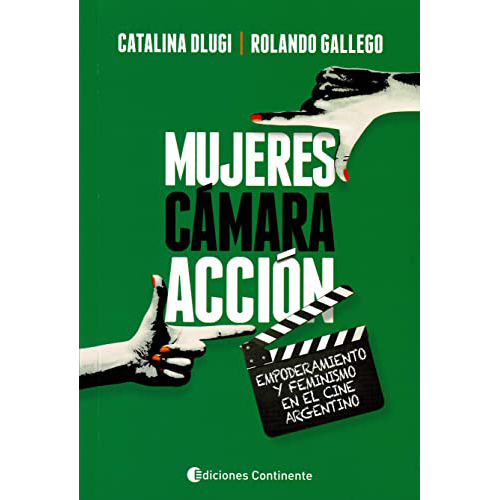 CATALINA DLUGI | ROLANDO GALLEGO
MUJERES
CÁMARA
ACCIÓN
EMPODERAMIENTO
Y FEMINISMO
EN EL CINE
ARGENTINO
Ediciones Continente